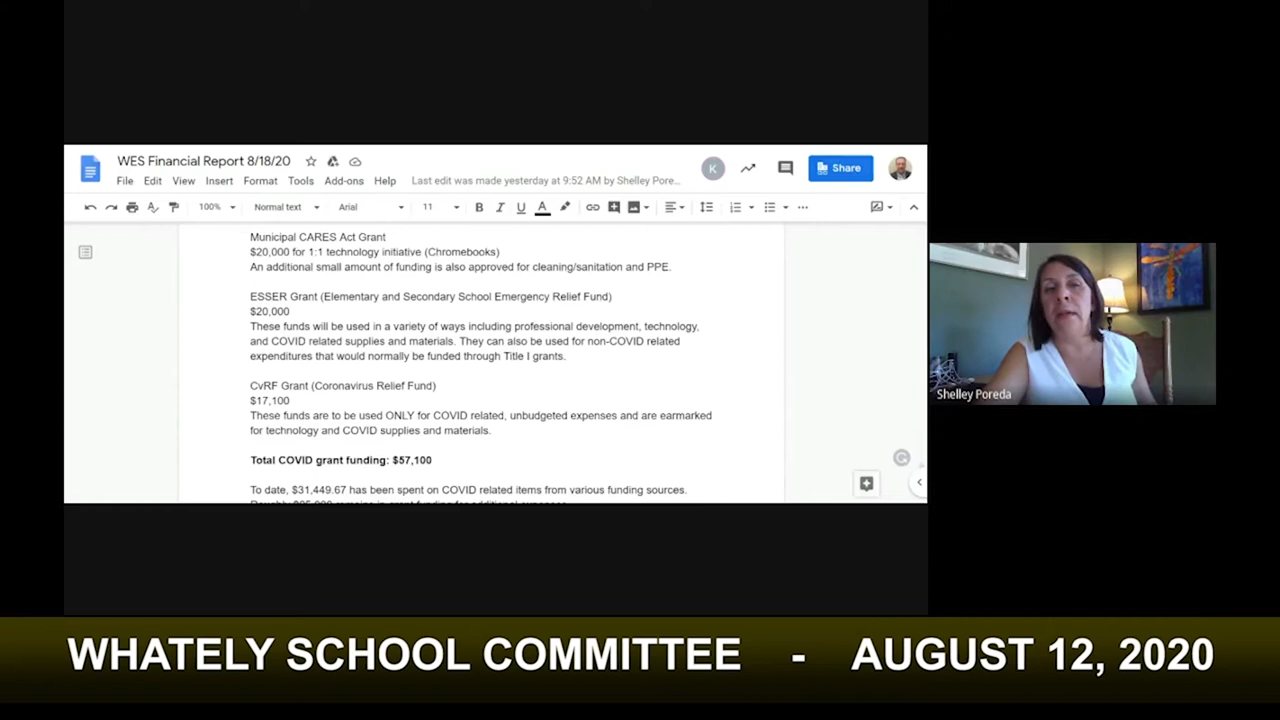 WES Financial Report 8/18/20
K
Share
File Edit View Insert Format Tools Add-ons Help Last edit was made yesterday at 9:52 AM by Shelley Pore...
100% Normal text Arial 11 B I U A
Municipal CARES Act Grant
$20,000 for 1:1 technology initiative (Chromebooks)
An additional small amount of funding is also approved for cleaning/sanitation and PPE.
ESSER Grant (Elementary and Secondary School Emergency Relief Fund)
$20,000
These funds will be used in a variety of ways including professional development, technology,
and COVID related supplies and materials. They can also be used for non-COVID related
expenditures that would normally be funded through Title I grants.
CvRF Grant (Coronavirus Relief Fund)
$17,100
These funds are to be used ONLY for COVID related, unbudgeted expenses and are earmarked
for technology and COVID supplies and materials.
Total COVID grant funding: $57,100
To date, $31,449.67 has been spent on COVID related items from various funding sources.
Shelley Poreda
WHATELY SCHOOL COMMITTEE - AUGUST 12, 2020